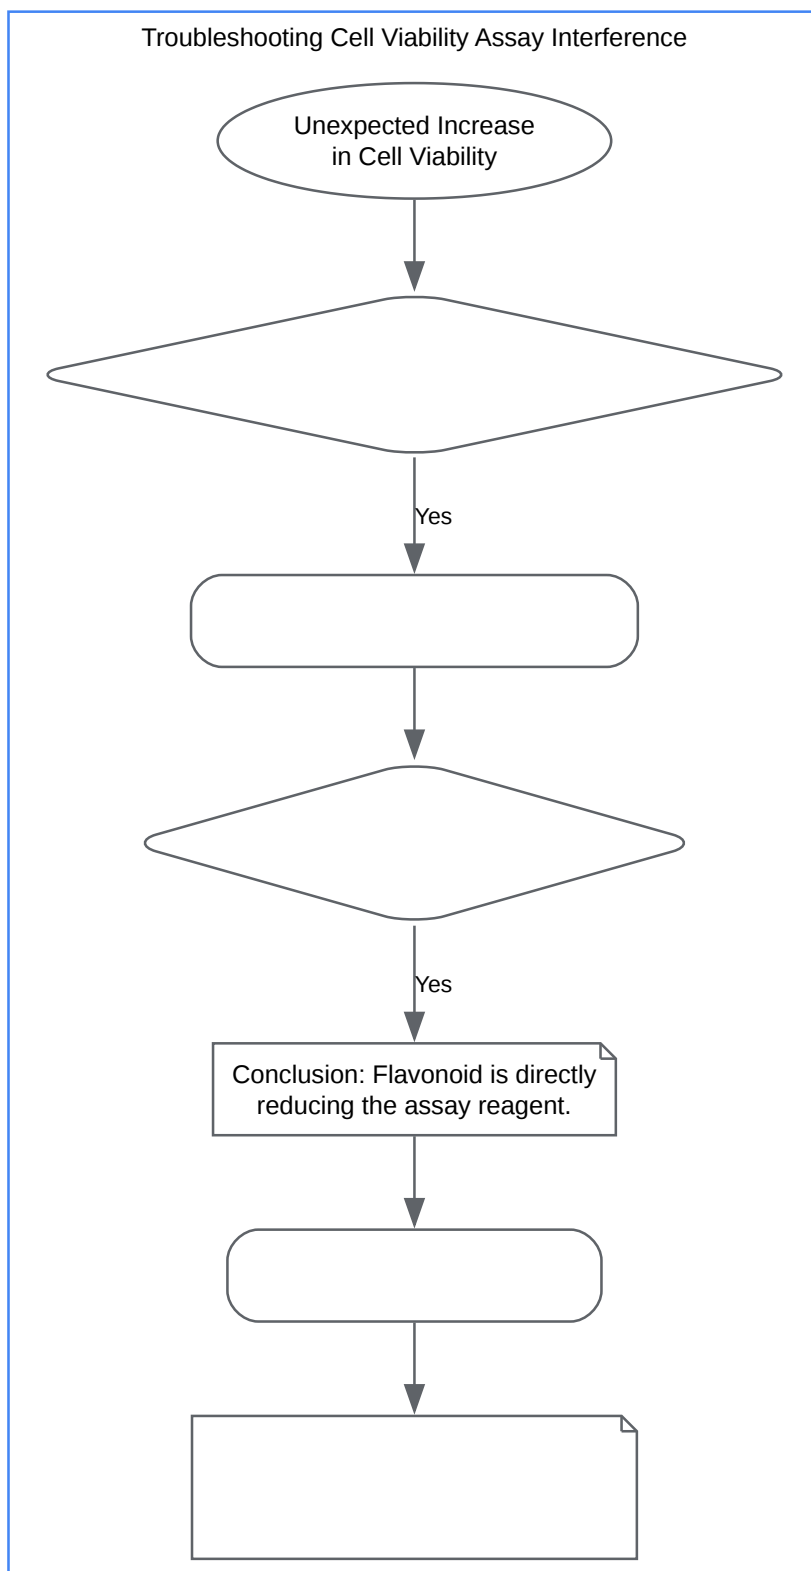 Troubleshooting Cell Viability Assay Interference
Unexpected Increase
in Cell Viability
Yes
Yes
Conclusion: Flavonoid is directly
reducing the assay reagent.